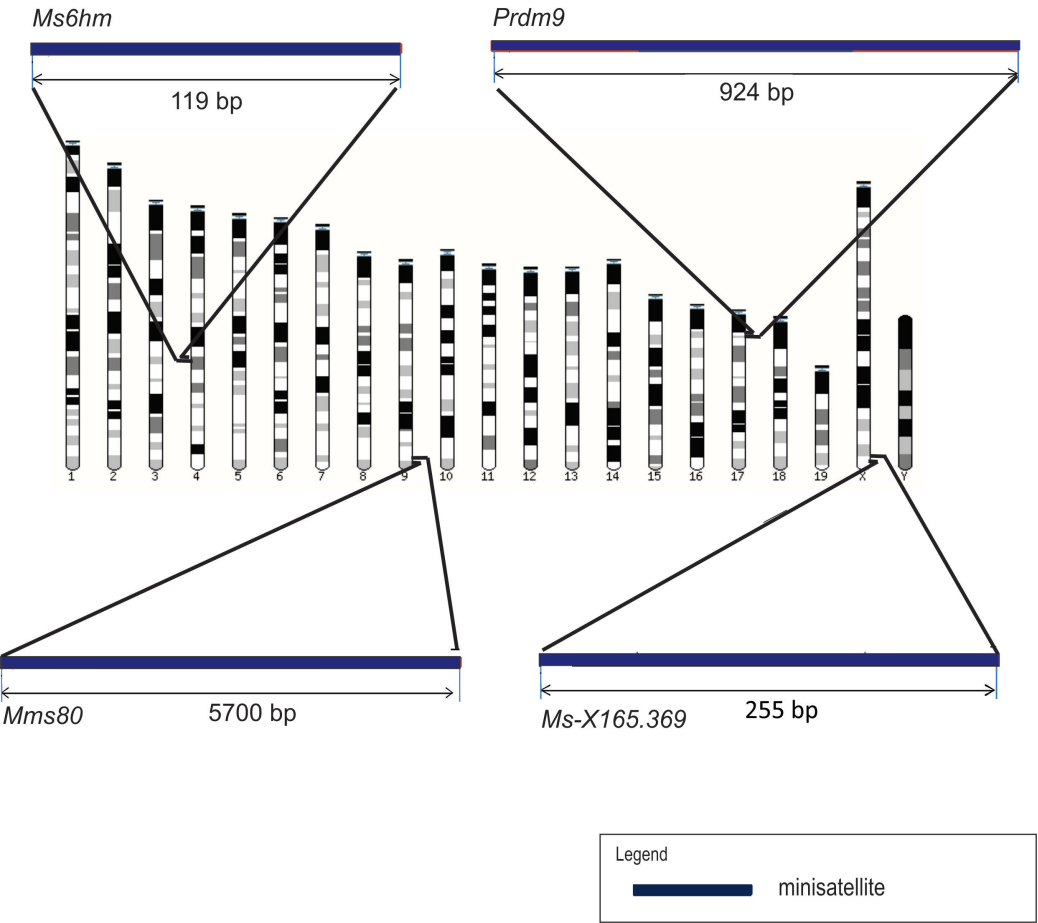 Ms6hm
Prdm9
119 bp
924 bp
1 2 3 4 5 6 7 8 9 10 11 12 13 14 15 16 17 18 19 X Y
Mms80
5700 bp
Ms-X165.369
255 bp
Legend
minisatellite